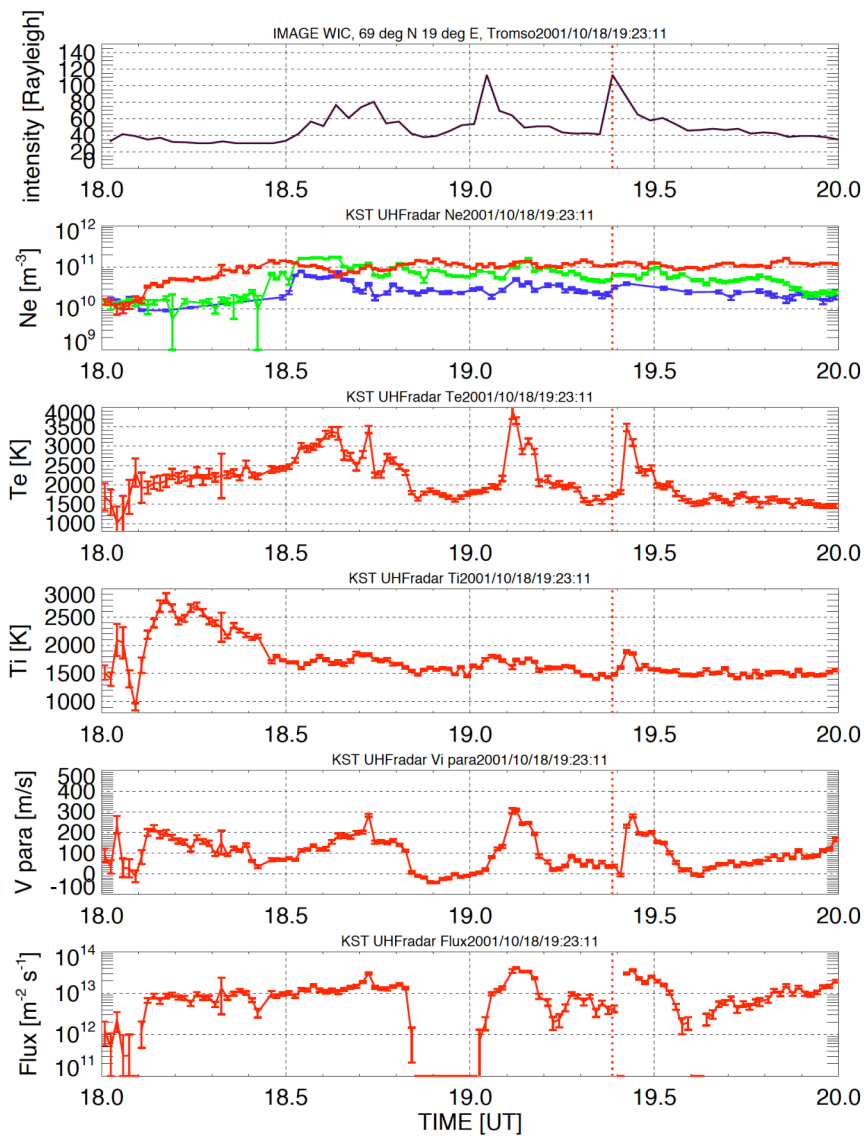 IMAGE WIC, 69 deg N 19 deg E, Tromso2001/10/18/19:23:11
intensity [Rayleigh]
140
120
100
80
60
40
20
0
18.0 18.5 19.0 19.5 20.0
KST UHFradar Ne2001/10/18/19:23:11
Ne [m-3]
10^12
10^11
10^10
10^9
18.0 18.5 19.0 19.5 20.0
KST UHFradar Te2001/10/18/19:23:11
Te [K]
4000
3500
3000
2500
2000
1500
1000
18.0 18.5 19.0 19.5 20.0
KST UHFradar Ti2001/10/18/19:23:11
Ti [K]
3000
2500
2000
1500
1000
18.0 18.5 19.0 19.5 20.0
KST UHFradar Vi para2001/10/18/19:23:11
V para [m/s]
500
400
300
200
100
0
-100
18.0 18.5 19.0 19.5 20.0
KST UHFradar Flux2001/10/18/19:23:11
Flux [m-2 s-1]
10^14
10^13
10^12
10^11
18.0 18.5 19.0 19.5 20.0
TIME [UT]